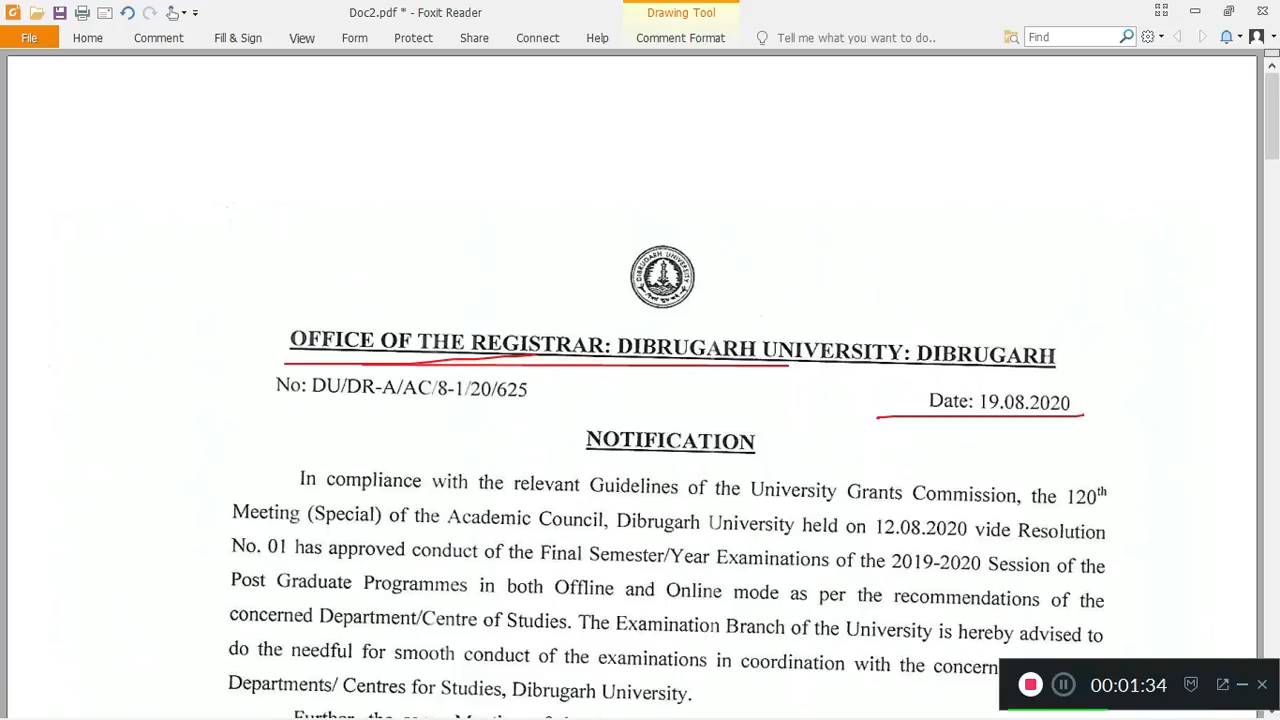 Doc2.pdf * - Foxit Reader
Drawing Tool
File Home Comment Fill & Sign View Form Protect Share Connect Help Comment Format Tell me what you want to do.. Find
DIBRUGARH UNIVERSITY
OFFICE OF THE REGISTRAR: DIBRUGARH UNIVERSITY: DIBRUGARH
No: DU/DR-A/AC/8-1/20/625
Date: 19.08.2020
NOTIFICATION
In compliance with the relevant Guidelines of the University Grants Commission, the 120th
Meeting (Special) of the Academic Council, Dibrugarh University held on 12.08.2020 vide Resolution
No. 01 has approved conduct of the Final Semester/Year Examinations of the 2019-2020 Session of the
Post Graduate Programmes in both Offline and Online mode as per the recommendations of the
concerned Department/Centre of Studies. The Examination Branch of the University is hereby advised to
do the needful for smooth conduct of the examinations in coordination with the concern
Departments/ Centres for Studies, Dibrugarh University.
Further, the
00:01:34